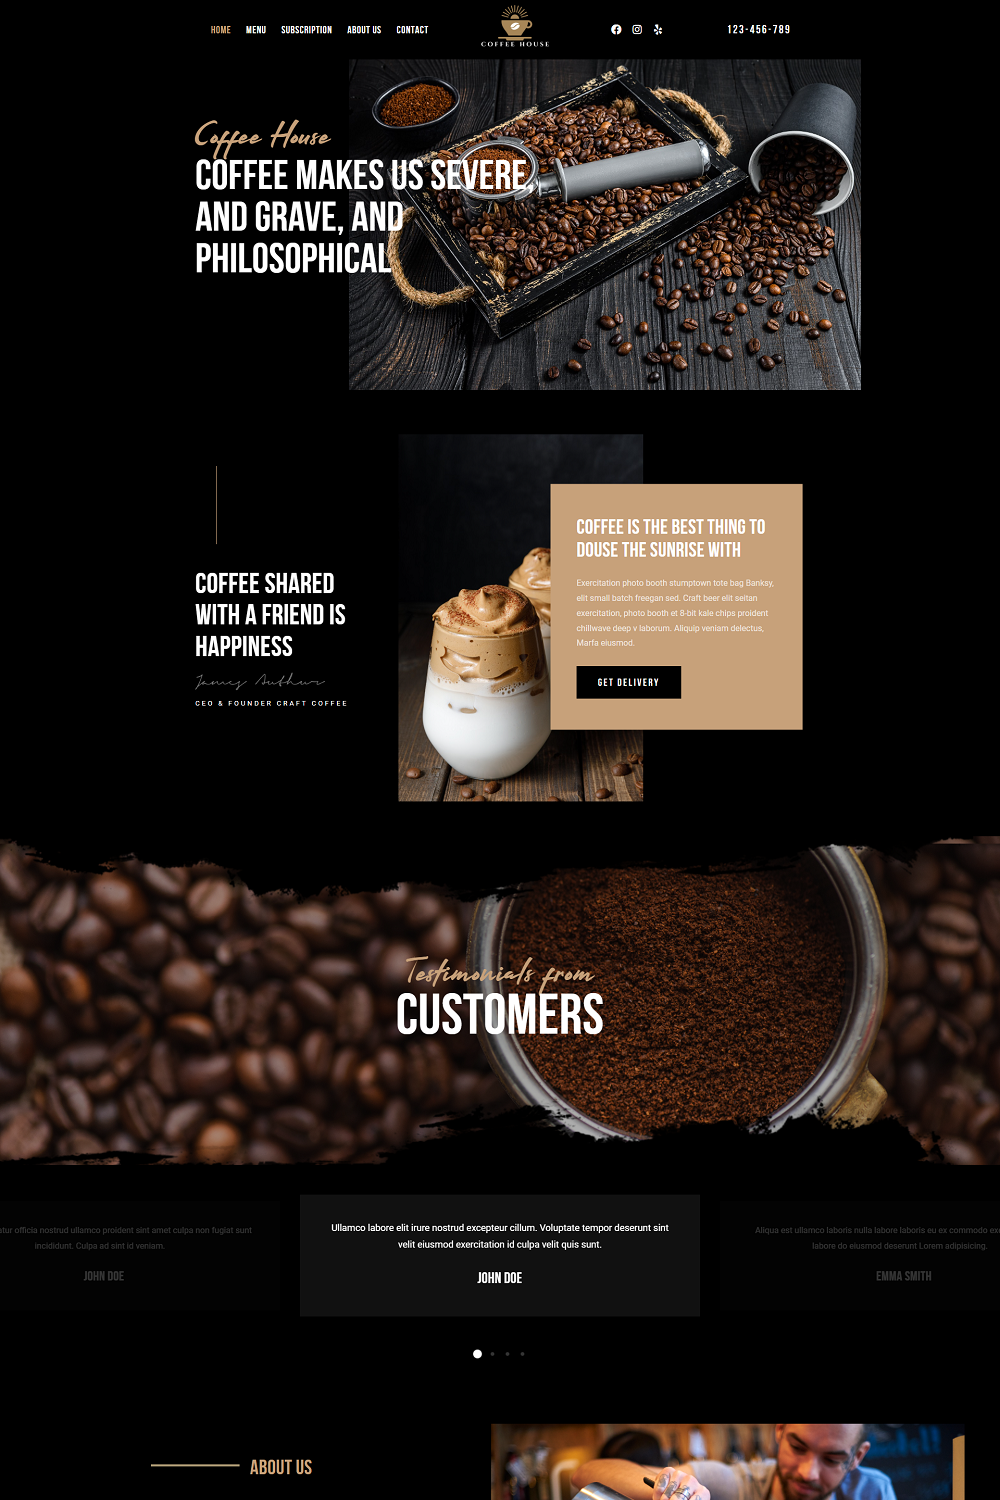 HOME MENU SUBSCRIPTION ABOUT US CONTACT
COFFEE HOUSE
123-456-789
Coffee House
COFFEE MAKES US SEVERE,
AND GRAVE, AND
PHILOSOPHICAL
COFFEE SHARED
WITH A FRIEND IS
HAPPINESS
James Authur
CEO & FOUNDER CRAFT COFFEE
COFFEE IS THE BEST THING TO
DOUSE THE SUNRISE WITH
Exercitation photo booth stumptown tote bag Banksy,
elit small batch freegan sed. Craft beer elit seitan
exercitation, photo booth et 8-bit kale chips proident
chillwave deep v laborum. Aliquip veniam delectus,
Marfa eiusmod.
GET DELIVERY
Testimonials from
CUSTOMERS
officia nostrud ullamco proident sint amet culpa non fugiat sunt
incididunt. Culpa ad sint id veniam.
JOHN DOE
Ullamco labore elit irure nostrud excepteur cillum. Voluptate tempor deserunt sint
velit eiusmod exercitation id culpa velit quis sunt.
JOHN DOE
Aliqua est ullamco laboris nulla labore laboris eu ex commodo
labore do eiusmod deserunt Lorem adipisicing.
EMMA SMITH
ABOUT US